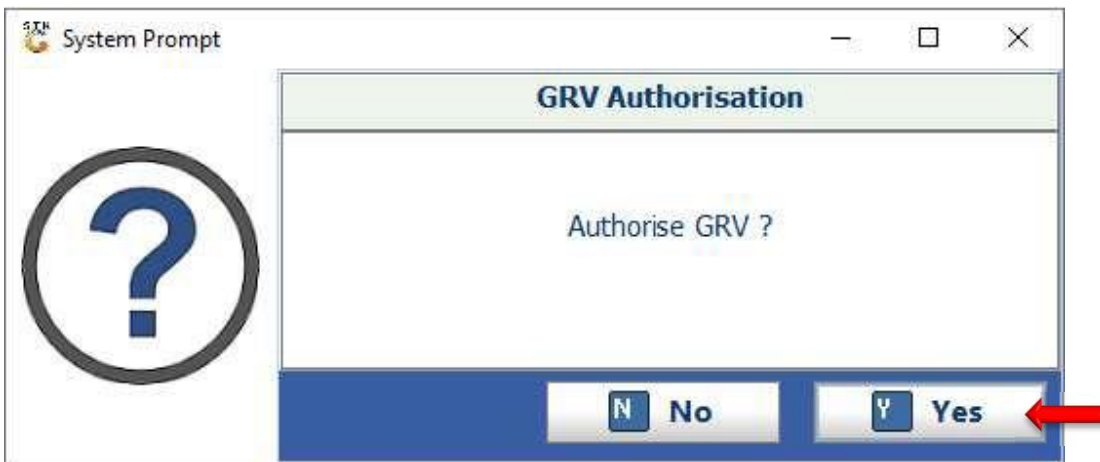 System Prompt
GRV Authorisation
Authorise GRV ?
N No
Y Yes